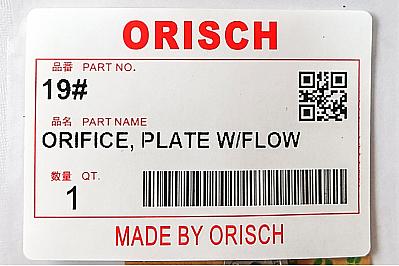 ORISCH
品番 PART NO.
19#
品名 PART NAME
ORIFICE, PLATE W/FLOW
数量 QT.
1
MADE BY ORISCH